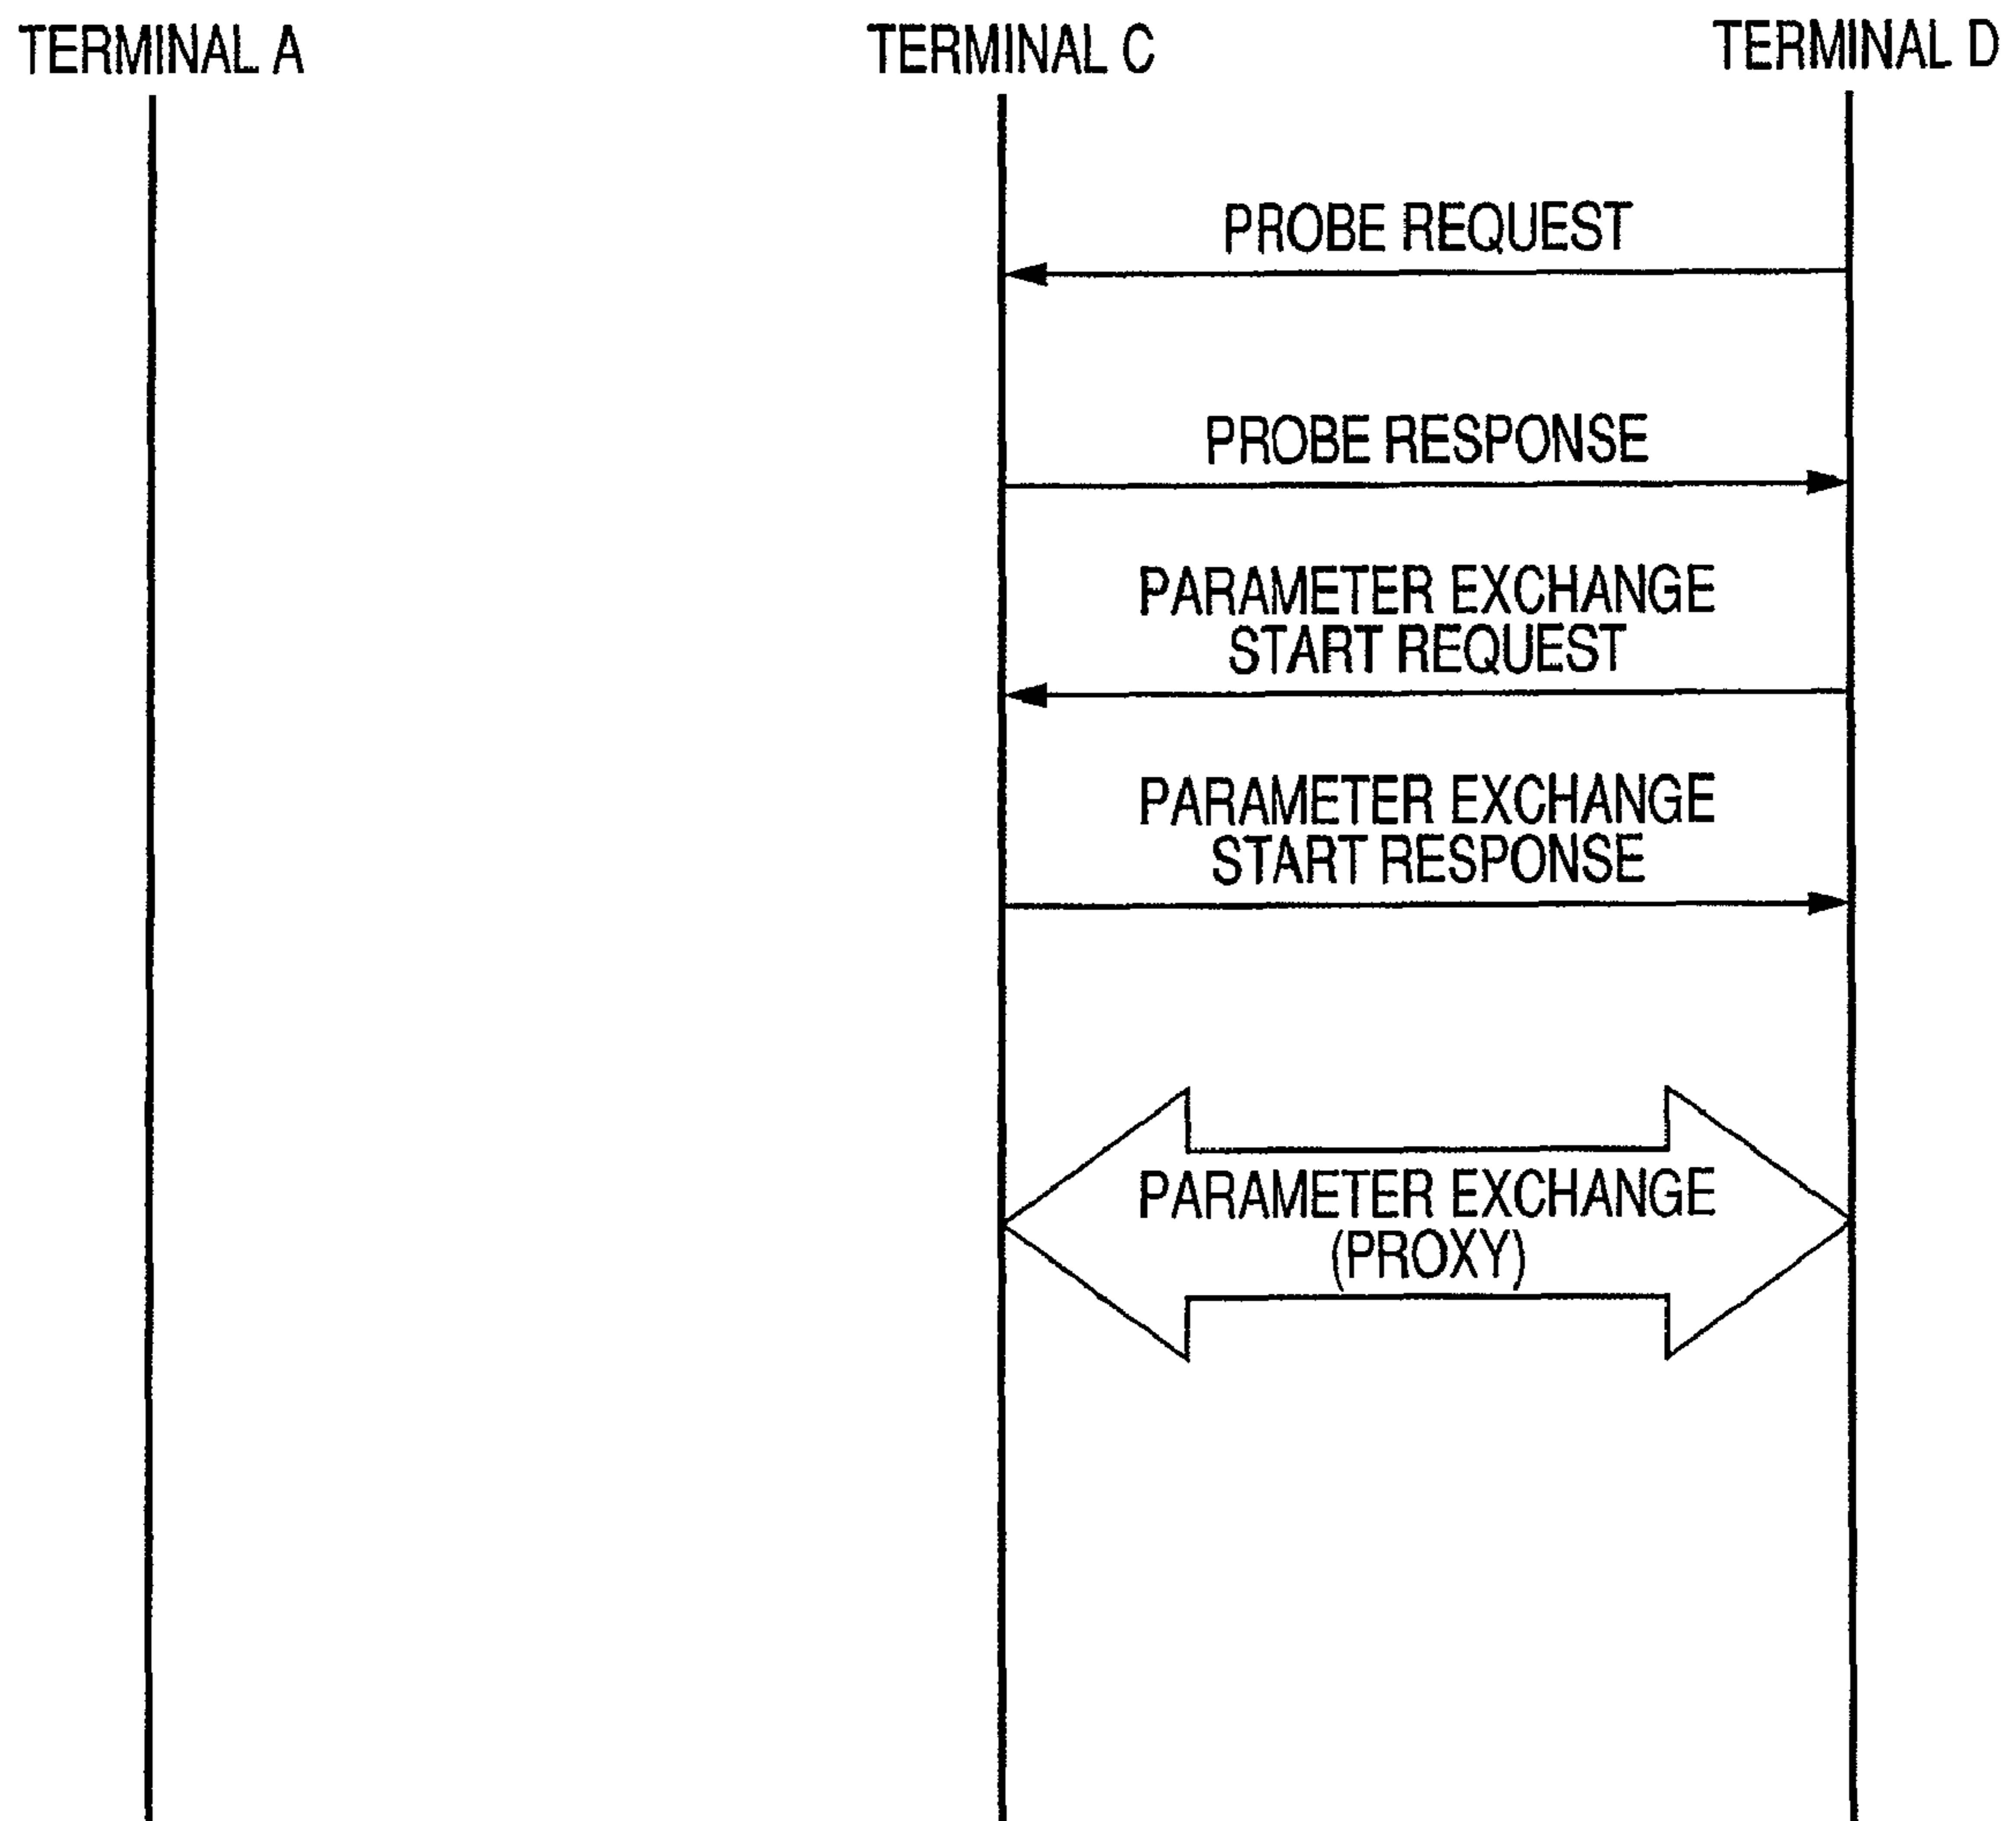 TERMINAL A
TERMINAL C
TERMINAL D
PROBE REQUEST
PROBE RESPONSE
PARAMETER EXCHANGE
START REQUEST
PARAMETER EXCHANGE
START RESPONSE
PARAMETER EXCHANGE
(PROXY)